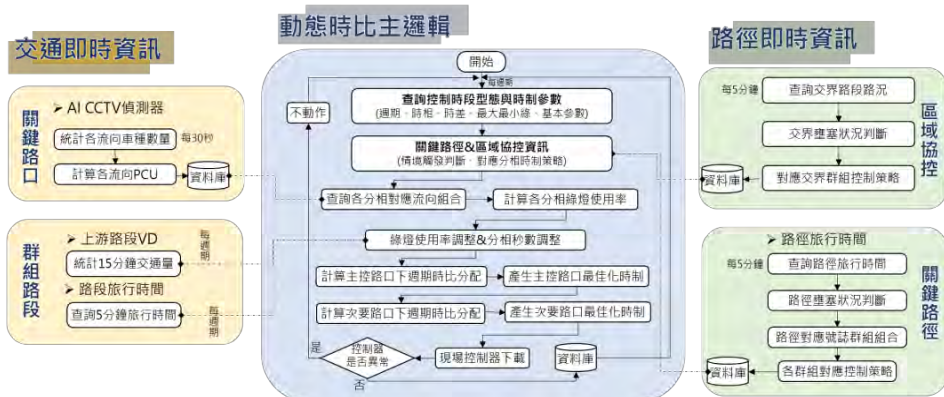 交通即時資訊
動態時比主邏輯
路徑即時資訊
關鍵路口
➤ AI CCTV偵測器
統計各流向車種數量
每30秒
計算各流向PCU
資料庫
群組路段
➤ 上游路段VD
統計15分鐘交通量
每週期
➤ 路段旅行時間
查詢5分鐘旅行時間
每週期
開始
每週期
不動作
查詢控制時段型態與時制參數
(週期、時相、時差、最大最小綠、基本參數)
關鍵路徑&區域協控資訊
(情境觸發判斷、對應分相時制策略)
查詢各分相對應流向組合
計算各分相綠燈使用率
綠燈使用率調整&分相秒數調整
計算主控路口下週期時比分配
產生主控路口最佳化時制
計算次要路口下週期時比分配
產生次要路口最佳化時制
是
控制器
是否異常
否
現場控制器下載
資料庫
區域協控
每5分鐘
查詢交界路段路況
交界壅塞狀況判斷
對應交界群組控制策略
資料庫
關鍵路徑
➤ 路徑旅行時間
每5分鐘
查詢路徑旅行時間
路徑壅塞狀況判斷
路徑對應號誌群組組合
各群組對應控制策略
資料庫